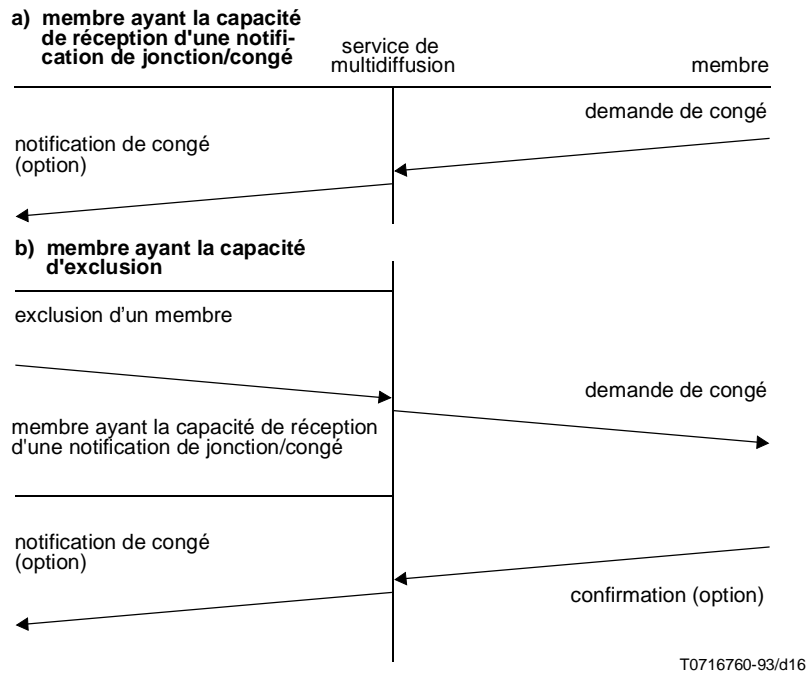 a) membre ayant la capacité
de réception d'une notifi-
cation de jonction/congé
service de
multidiffusion
membre
demande de congé
notification de congé
(option)
b) membre ayant la capacité
d'exclusion
exclusion d'un membre
demande de congé
membre ayant la capacité de réception
d'une notification de jonction/congé
notification de congé
(option)
confirmation (option)
T0716760-93/d16